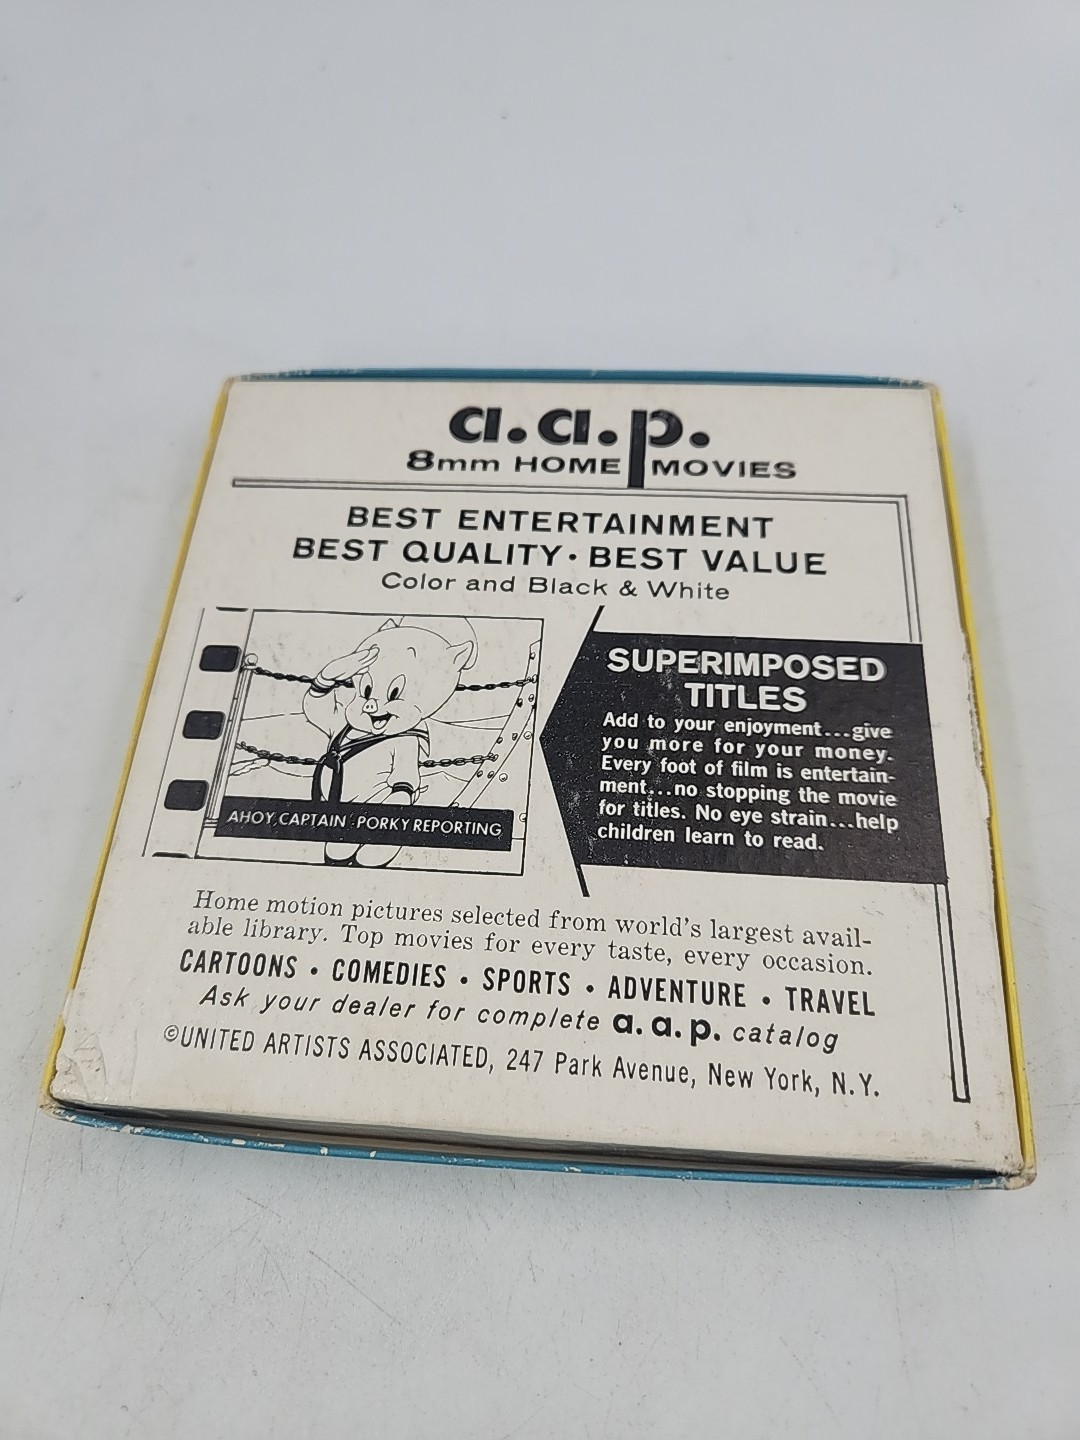 a.a.p.
8mm HOME MOVIES
BEST ENTERTAINMENT
BEST QUALITY · BEST VALUE
Color and Black & White
AHOY CAPTAIN PORKY REPORTING
SUPERIMPOSED
TITLES
Add to your enjoyment...give
you more for your money.
Every foot of film is entertain-
ment...no stopping the movie
for titles. No eye strain...help
children learn to read.
Home motion pictures selected from world's largest avail-
able library. Top movies for every taste, every occasion.
CARTOONS • COMEDIES • SPORTS • ADVENTURE • TRAVEL
Ask your dealer for complete a.a.p. catalog
©UNITED ARTISTS ASSOCIATED, 247 Park Avenue, New York, N.Y.